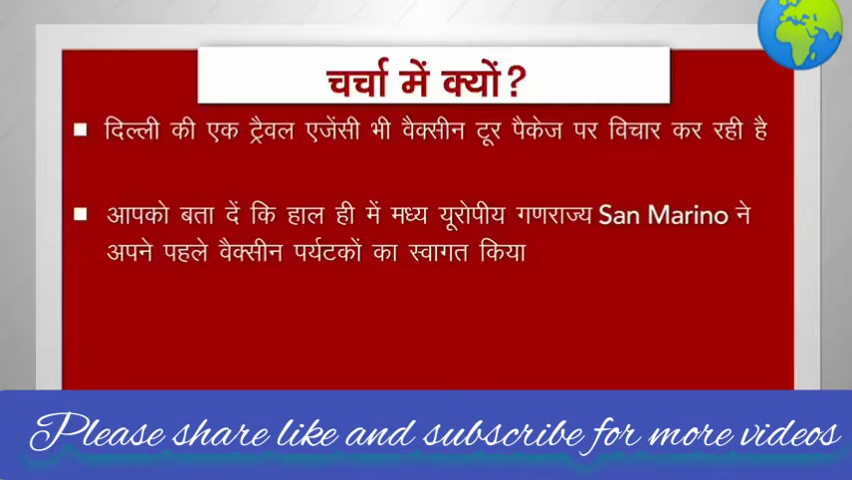 चर्चा में क्यों?
■ दिल्ली की एक ट्रैवल एजेंसी भी वैक्सीन टूर पैकेज पर विचार कर रही है
■ आपको बता दें कि हाल ही में मध्य यूरोपीय गणराज्य San Marino ने
अपने पहले वैक्सीन पर्यटकों का स्वागत किया
Please share like and subscribe for more videos